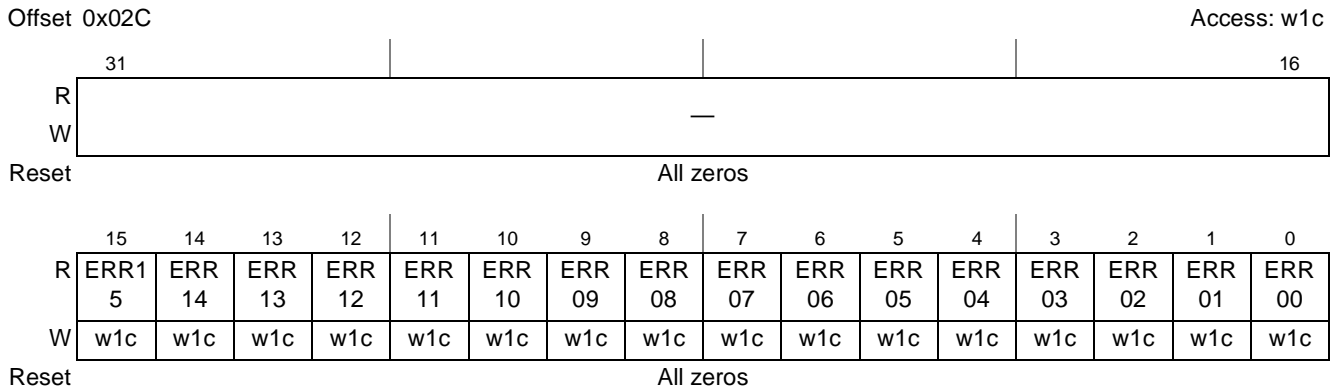 Offset 0x02C Access: w1c
31 16
R
—
W
Reset All zeros
15 14 13 12 11 10 9 8 7 6 5 4 3 2 1 0
R ERR1 ERR ERR ERR ERR ERR ERR ERR ERR ERR ERR ERR ERR ERR ERR ERR
5 14 13 12 11 10 09 08 07 06 05 04 03 02 01 00
W w1c w1c w1c w1c w1c w1c w1c w1c w1c w1c w1c w1c w1c w1c w1c w1c
Reset All zeros